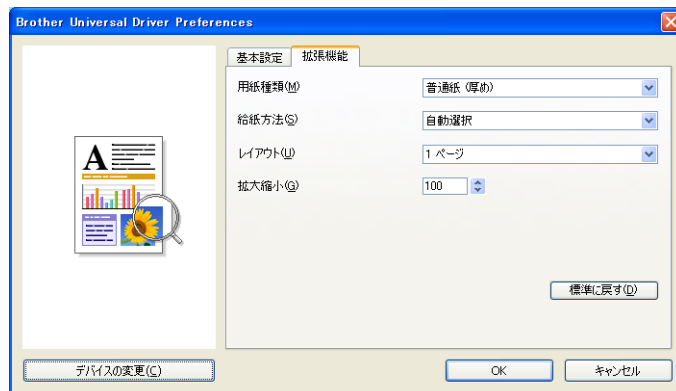 Brother Universal Driver Preferences
基本設定 拡張機能
用紙種類(M) 普通紙 (厚め)
給紙方法(S) 自動選択
レイアウト(U) 1 ページ
拡大縮小(G) 100
A
標準に戻す(D)
デバイスの変更(C) OK キャンセル